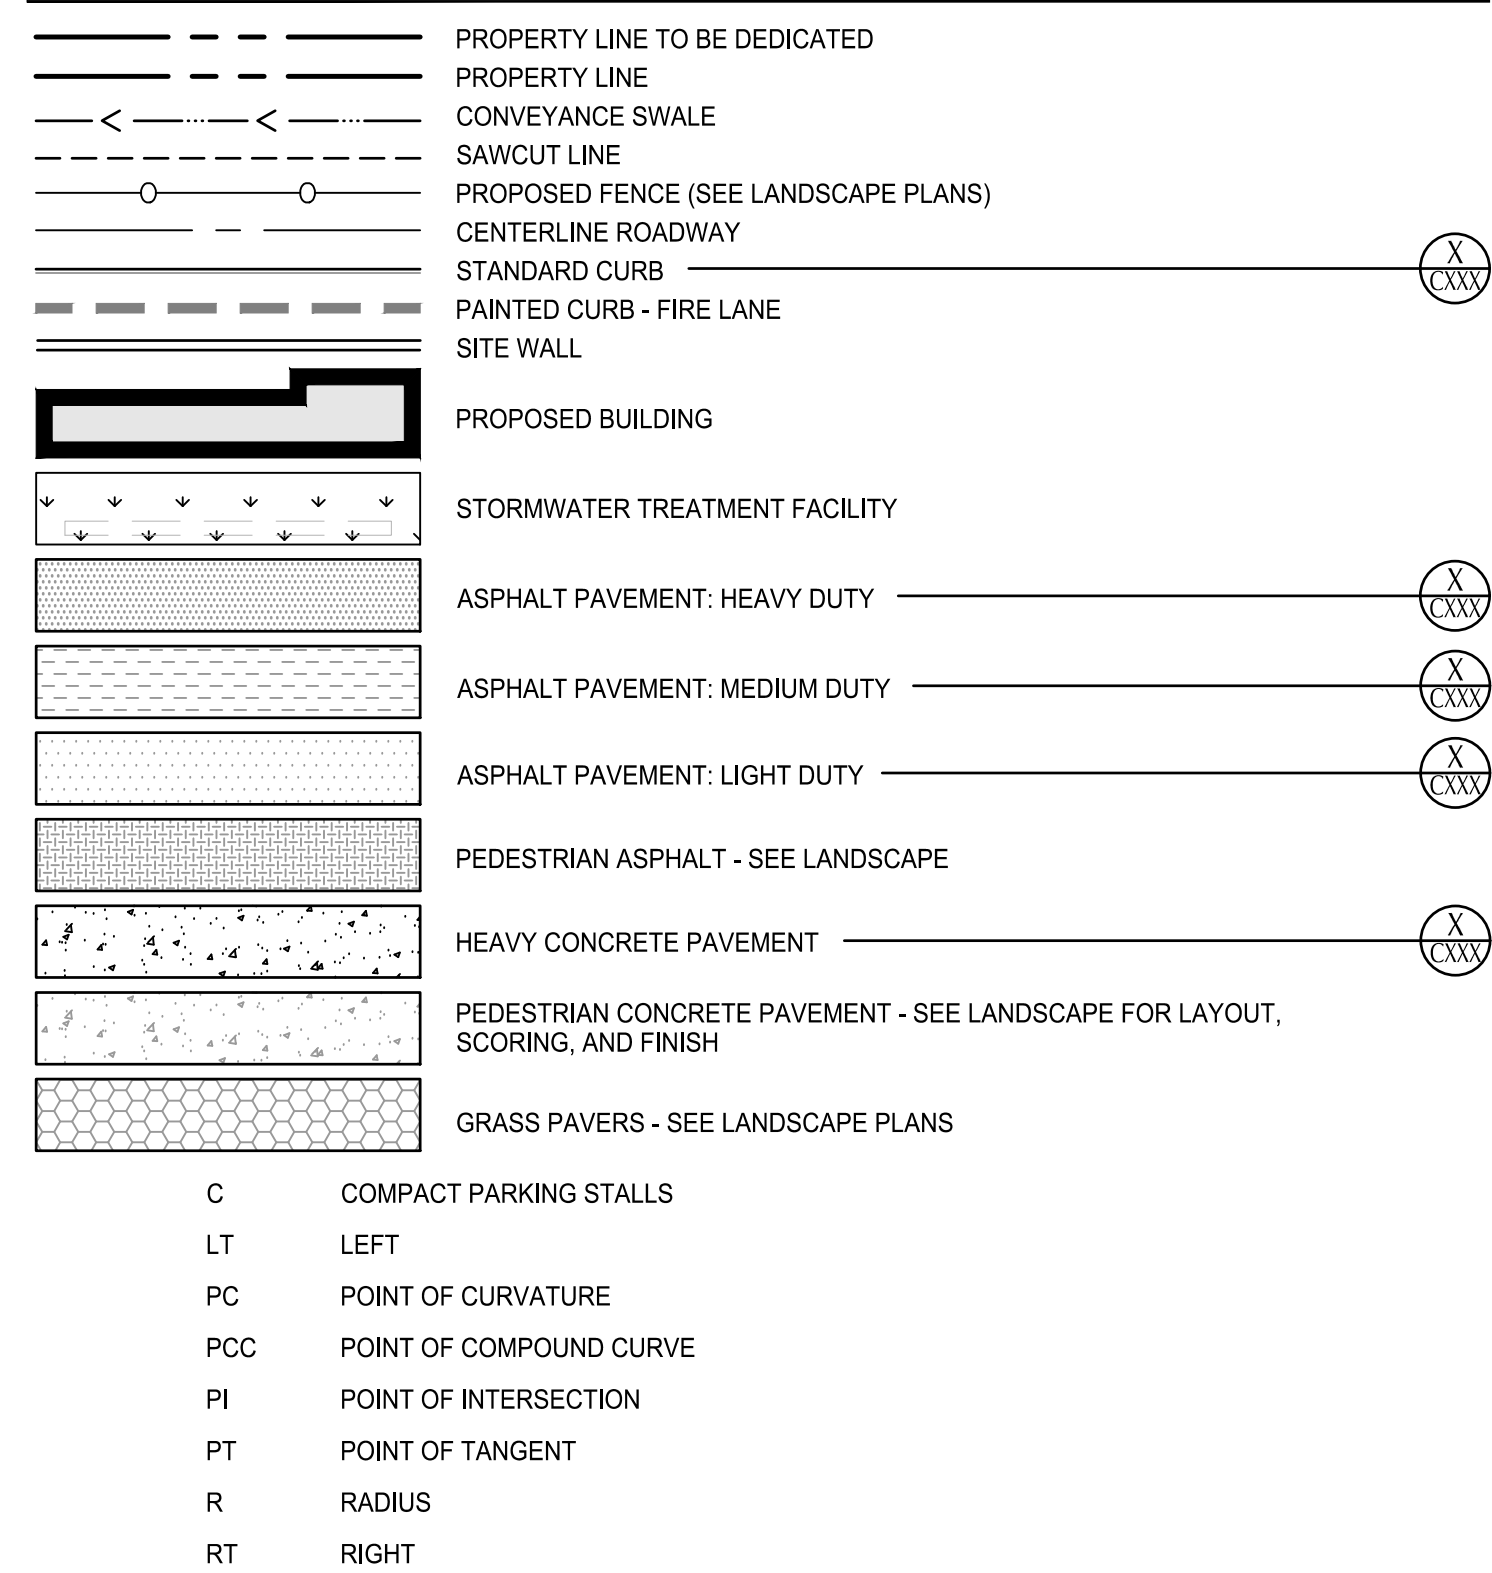 PROPERTY LINE TO BE DEDICATED
PROPERTY LINE
CONVEYANCE SWALE
SAWCUT LINE
PROPOSED FENCE (SEE LANDSCAPE PLANS)
CENTERLINE ROADWAY
STANDARD CURB X
CXXX
PAINTED CURB - FIRE LANE
SITE WALL
PROPOSED BUILDING
STORMWATER TREATMENT FACILITY
ASPHALT PAVEMENT: HEAVY DUTY X
CXXX
ASPHALT PAVEMENT: MEDIUM DUTY X
CXXX
ASPHALT PAVEMENT: LIGHT DUTY X
CXXX
PEDESTRIAN ASPHALT - SEE LANDSCAPE
HEAVY CONCRETE PAVEMENT X
CXXX
PEDESTRIAN CONCRETE PAVEMENT - SEE LANDSCAPE FOR LAYOUT,
SCORING, AND FINISH
GRASS PAVERS - SEE LANDSCAPE PLANS
C COMPACT PARKING STALLS
LT LEFT
PC POINT OF CURVATURE
PCC POINT OF COMPOUND CURVE
PI POINT OF INTERSECTION
PT POINT OF TANGENT
R RADIUS
RT RIGHT